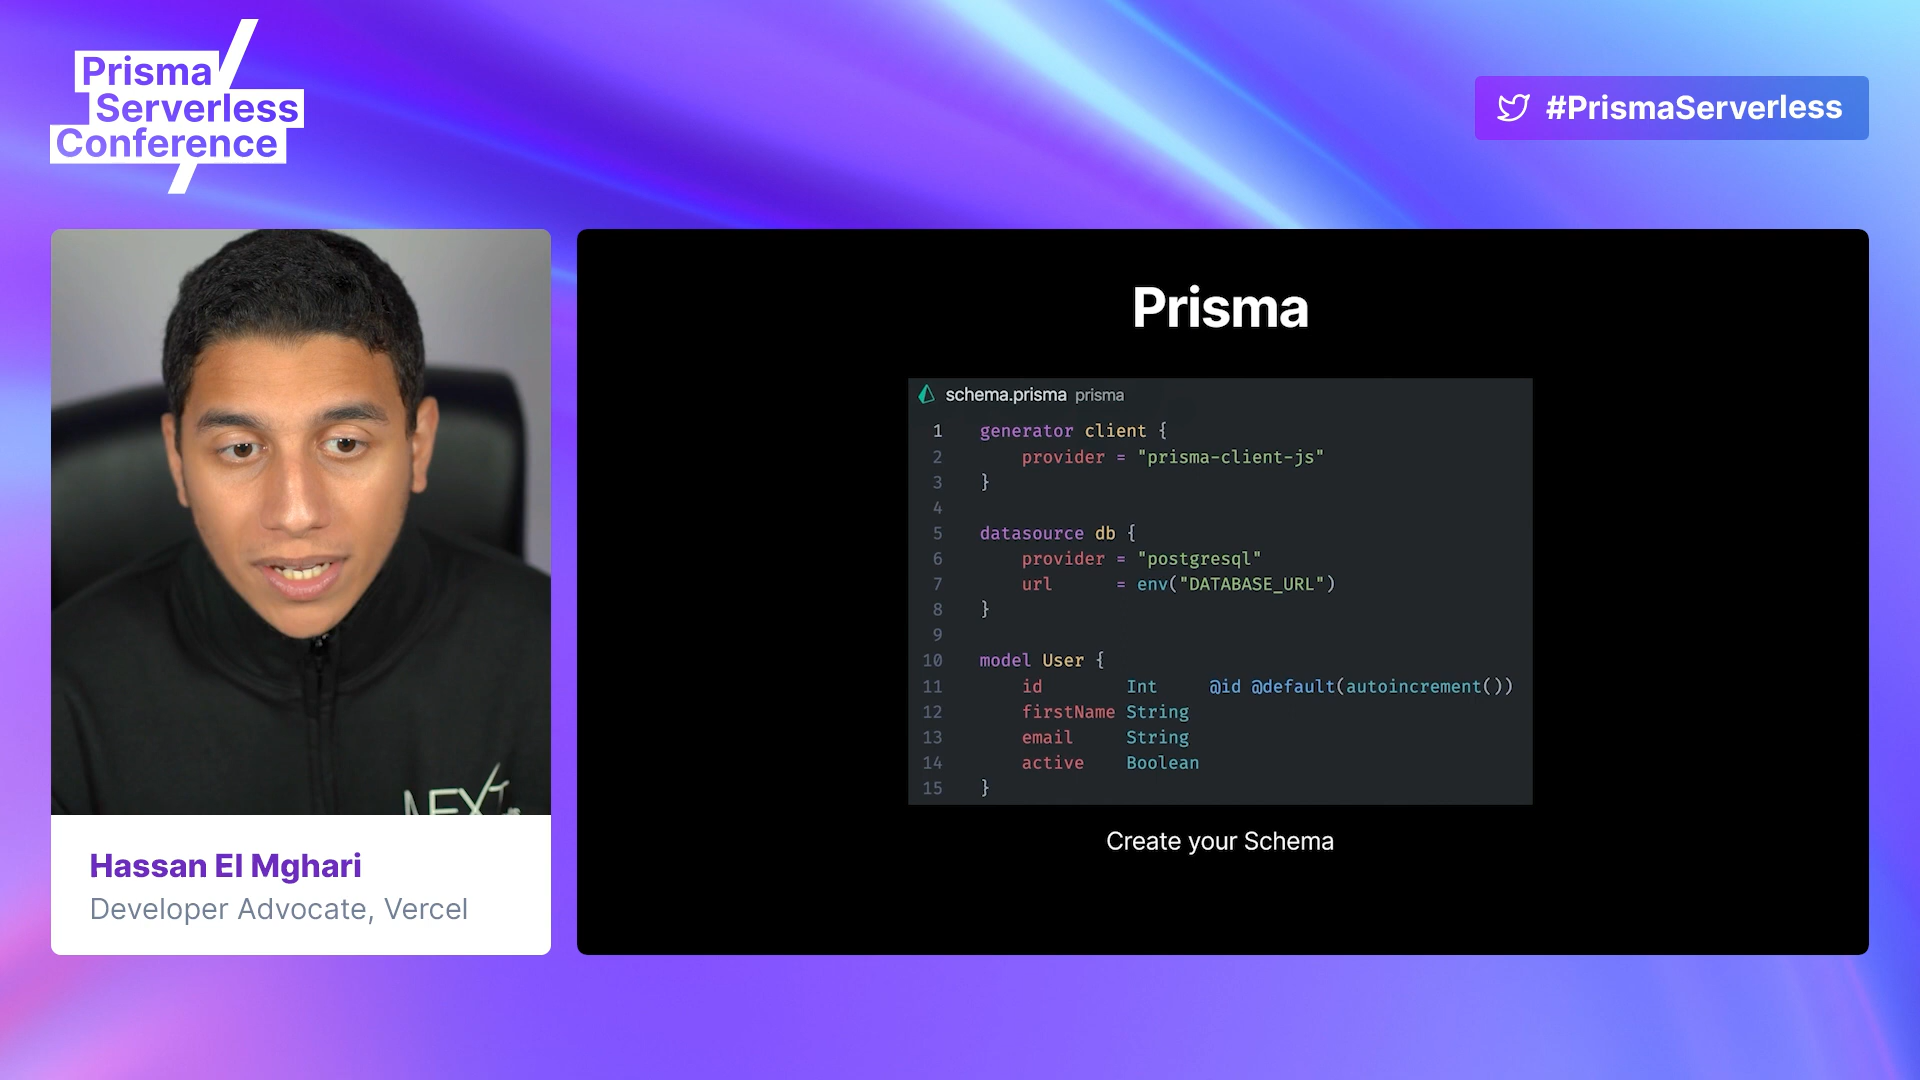 Prisma
Serverless
Conference
#PrismaServerless
Prisma
schema.prisma prisma
1 generator client {
2 provider = "prisma-client-js"
3 }
4
5 datasource db {
6 provider = "postgresql"
7 url = env("DATABASE_URL")
8 }
9
10 model User {
11 id Int @id @default(autoincrement())
12 firstName String
13 email String
14 active Boolean
15 }
Create your Schema
NEXT
Hassan El Mghari
Developer Advocate, Vercel